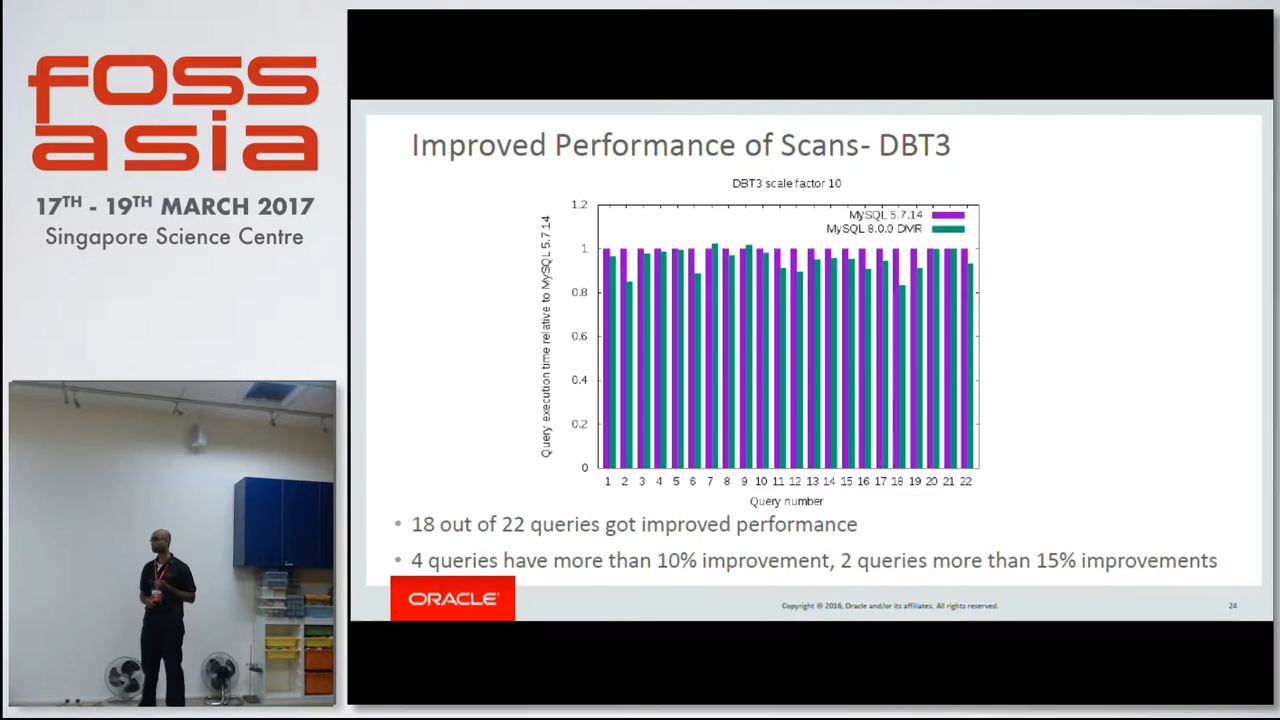 foss
asia
17TH - 19TH MARCH 2017
Singapore Science Centre
Improved Performance of Scans- DBT3
DBT3 scale factor 10
MySQL 5.7.14
MySQL 8.0.0 DMR
Query execution time relative to MySQL 5.7.14
1.2
1
0.8
0.6
0.4
0.2
0
1 2 3 4 5 6 7 8 9 10 11 12 13 14 15 16 17 18 19 20 21 22
Query number
• 18 out of 22 queries got improved performance
• 4 queries have more than 10% improvement, 2 queries more than 15% improvements
ORACLE
Copyright © 2016, Oracle and/or its affiliates, All rights reserved.
24